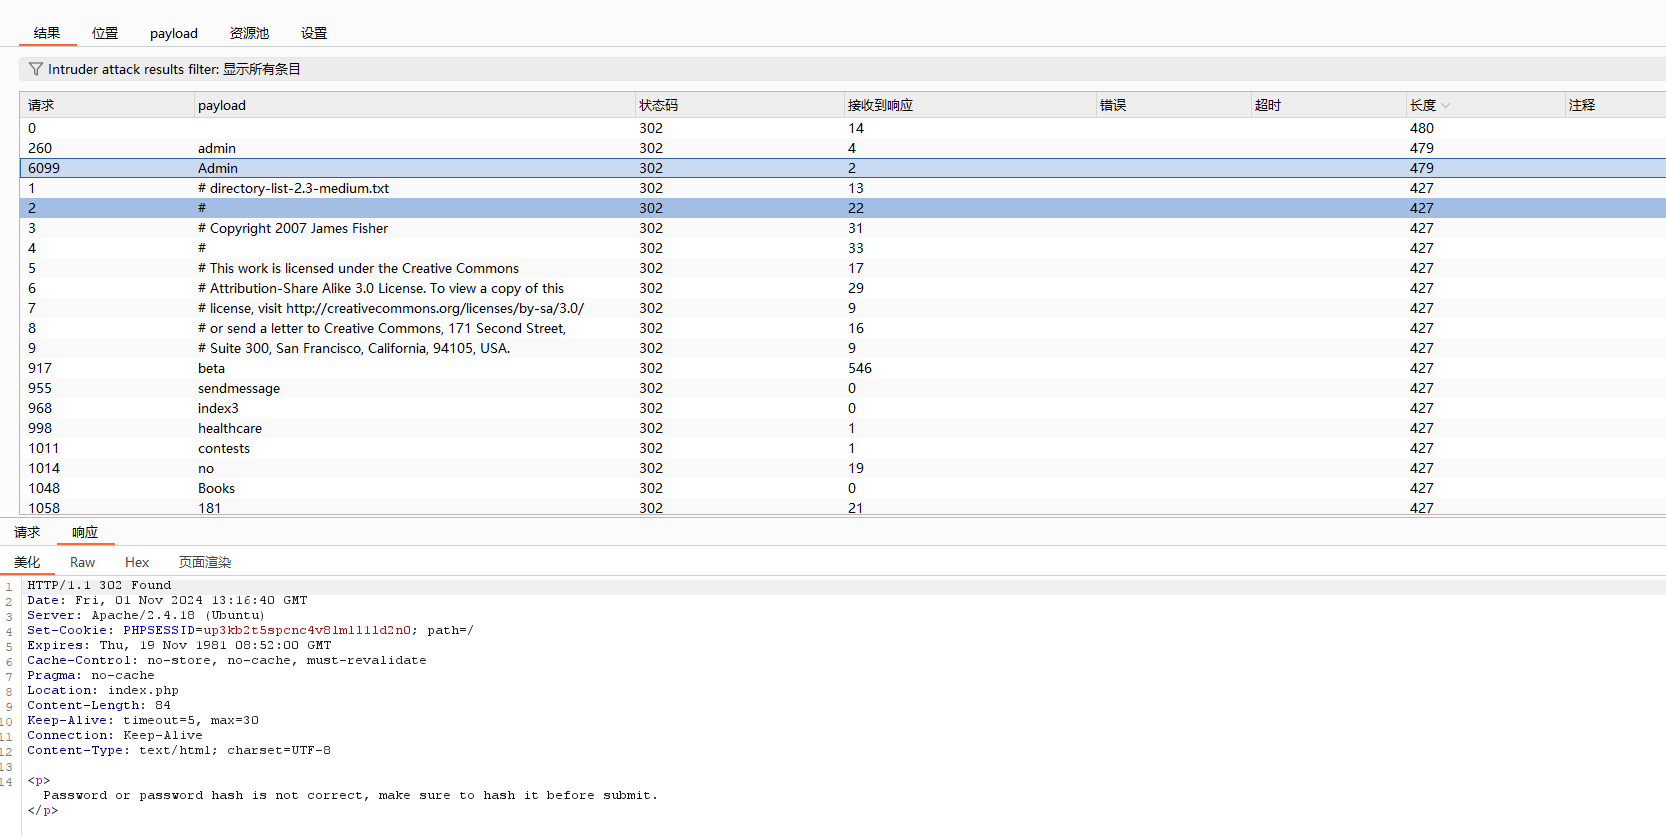 结果 位置 payload 资源池 设置
Intruder attack results filter: 显示所有条目
请求 payload 状态码 接收到响应 错误 超时 长度 注释
0 302 14 480
260 admin 302 4 479
6099 Admin 302 2 479
1 # directory-list-2.3-medium.txt 302 13 427
2 # 302 22 427
3 # Copyright 2007 James Fisher 302 31 427
4 # 302 33 427
5 # This work is licensed under the Creative Commons 302 17 427
6 # Attribution-Share Alike 3.0 License. To view a copy of this 302 29 427
7 # license, visit http://creativecommons.org/licenses/by-sa/3.0/ 302 9 427
8 # or send a letter to Creative Commons, 171 Second Street, 302 16 427
9 # Suite 300, San Francisco, California, 94105, USA. 302 9 427
917 beta 302 546 427
955 sendmessage 302 0 427
968 index3 302 0 427
998 healthcare 302 1 427
1011 contests 302 1 427
1014 no 302 19 427
1048 Books 302 0 427
1058 181 302 21 427
请求 响应
美化 Raw Hex 页面渲染
1 HTTP/1.1 302 Found
2 Date: Fri, 01 Nov 2024 13:16:40 GMT
3 Server: Apache/2.4.18 (Ubuntu)
4 Set-Cookie: PHPSESSID=up3kb2t5spcnc4v81ml11ld2n0; path=/
5 Expires: Thu, 19 Nov 1981 08:52:00 GMT
6 Cache-Control: no-store, no-cache, must-revalidate
7 Pragma: no-cache
8 Location: index.php
9 Content-Length: 84
10 Keep-Alive: timeout=5, max=30
11 Connection: Keep-Alive
12 Content-Type: text/html; charset=UTF-8
13
14 <p>
Password or password hash is not correct, make sure to hash it before submit.
</p>